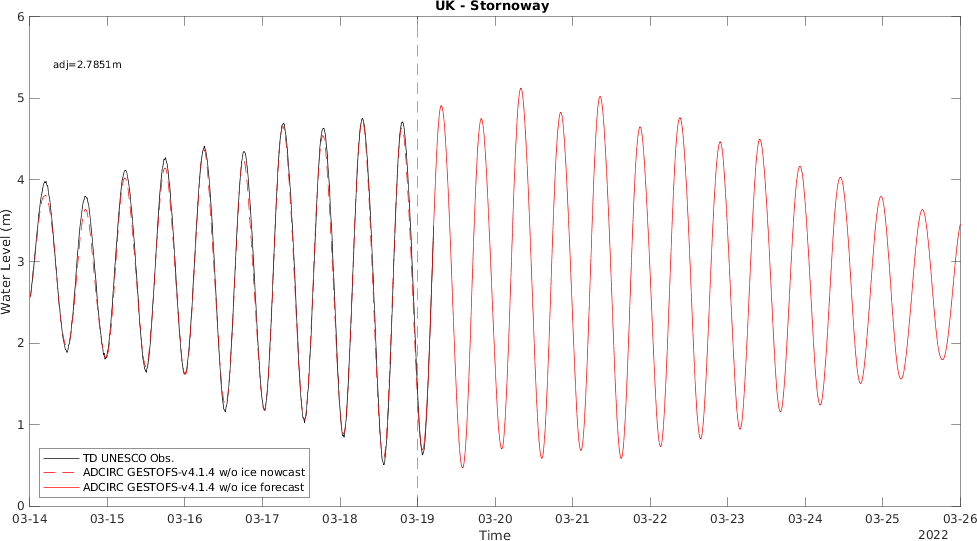 UK - Stornoway
6
adj=2.7851m
5
4
3
2
1
0
Water Level (m)
TD UNESCO Obs.
ADCIRC GESTOFS-v4.1.4 w/o ice nowcast
ADCIRC GESTOFS-v4.1.4 w/o ice forecast
03-14 03-15 03-16 03-17 03-18 03-19 03-20 03-21 03-22 03-23 03-24 03-25 03-26
Time
2022